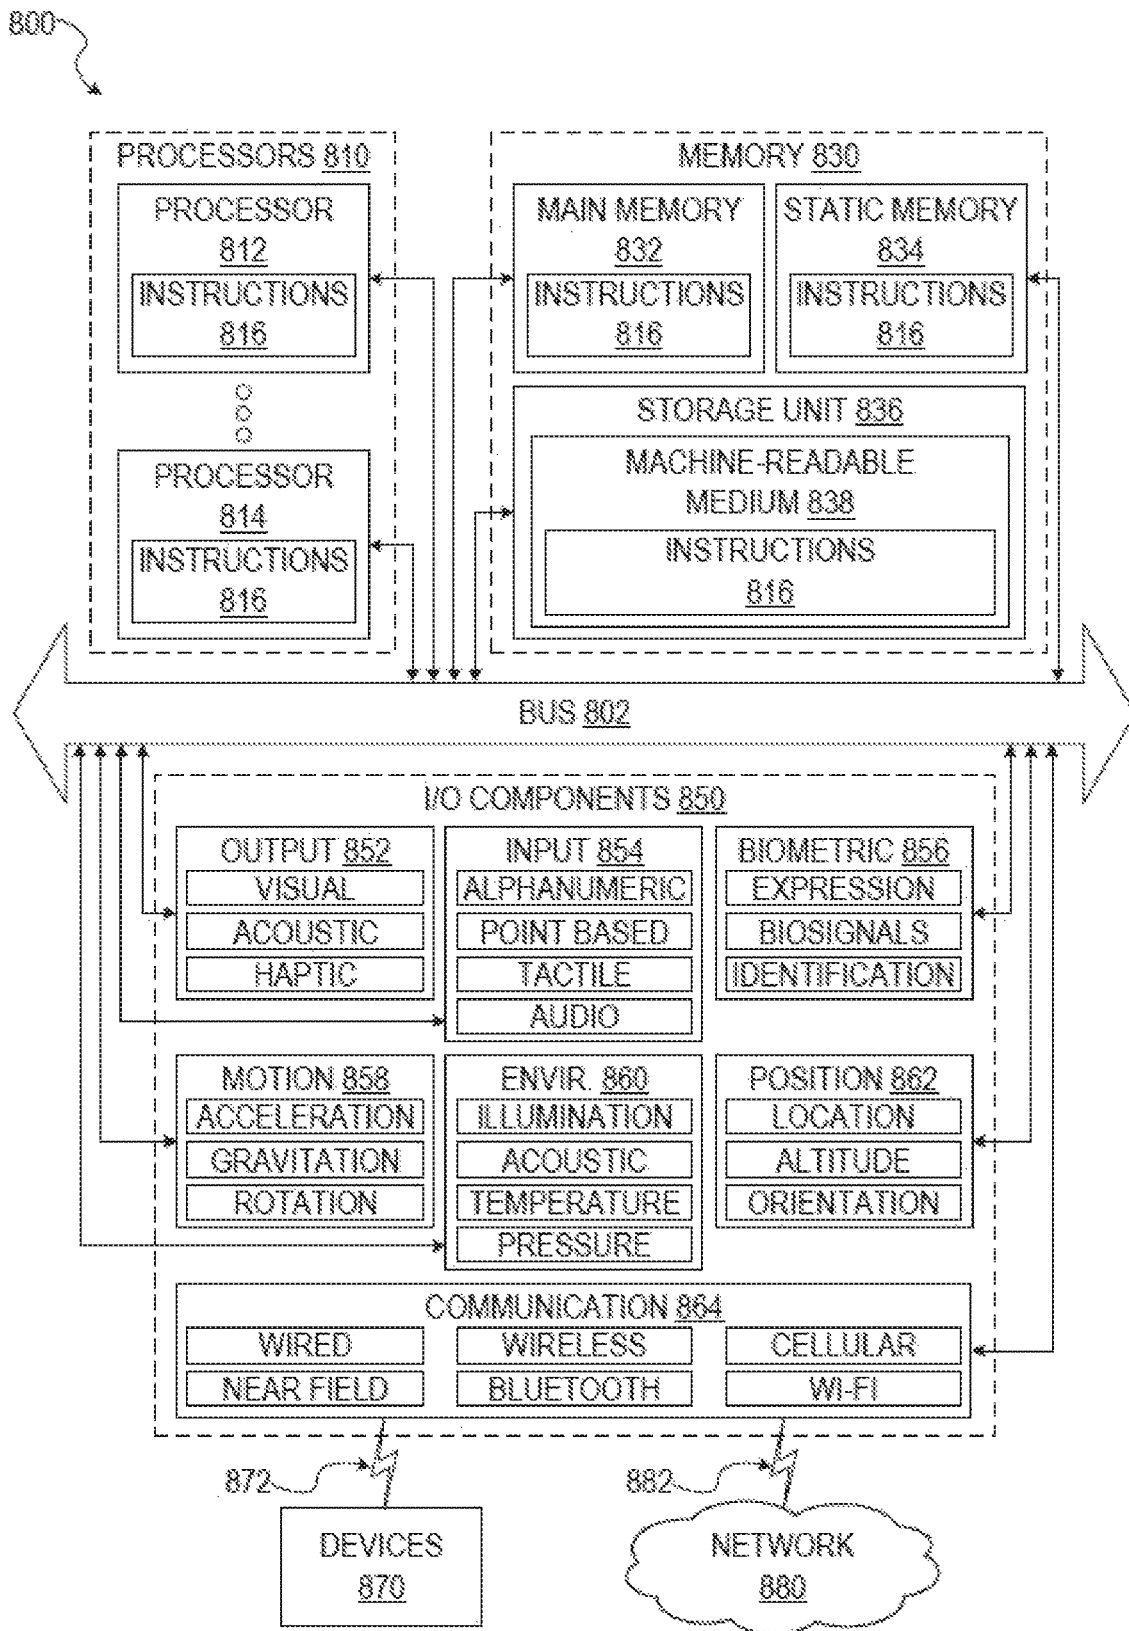 800
PROCESSORS 810
PROCESSOR
812
INSTRUCTIONS
816
PROCESSOR
814
INSTRUCTIONS
816
MEMORY 830
MAIN MEMORY
832
INSTRUCTIONS
816
STATIC MEMORY
834
INSTRUCTIONS
816
STORAGE UNIT 836
MACHINE-READABLE
MEDIUM 838
INSTRUCTIONS
816
BUS 802
I/O COMPONENTS 850
OUTPUT 852
VISUAL
ACOUSTIC
HAPTIC
INPUT 854
ALPHANUMERIC
POINT BASED
TACTILE
AUDIO
BIOMETRIC 856
EXPRESSION
BIOSIGNALS
IDENTIFICATION
MOTION 858
ACCELERATION
GRAVITATION
ROTATION
ENVIR. 860
ILLUMINATION
ACOUSTIC
TEMPERATURE
PRESSURE
POSITION 862
LOCATION
ALTITUDE
ORIENTATION
COMMUNICATION 864
WIRED
WIRELESS
CELLULAR
NEAR FIELD
BLUETOOTH
WI-FI
872
882
DEVICES
870
NETWORK
880